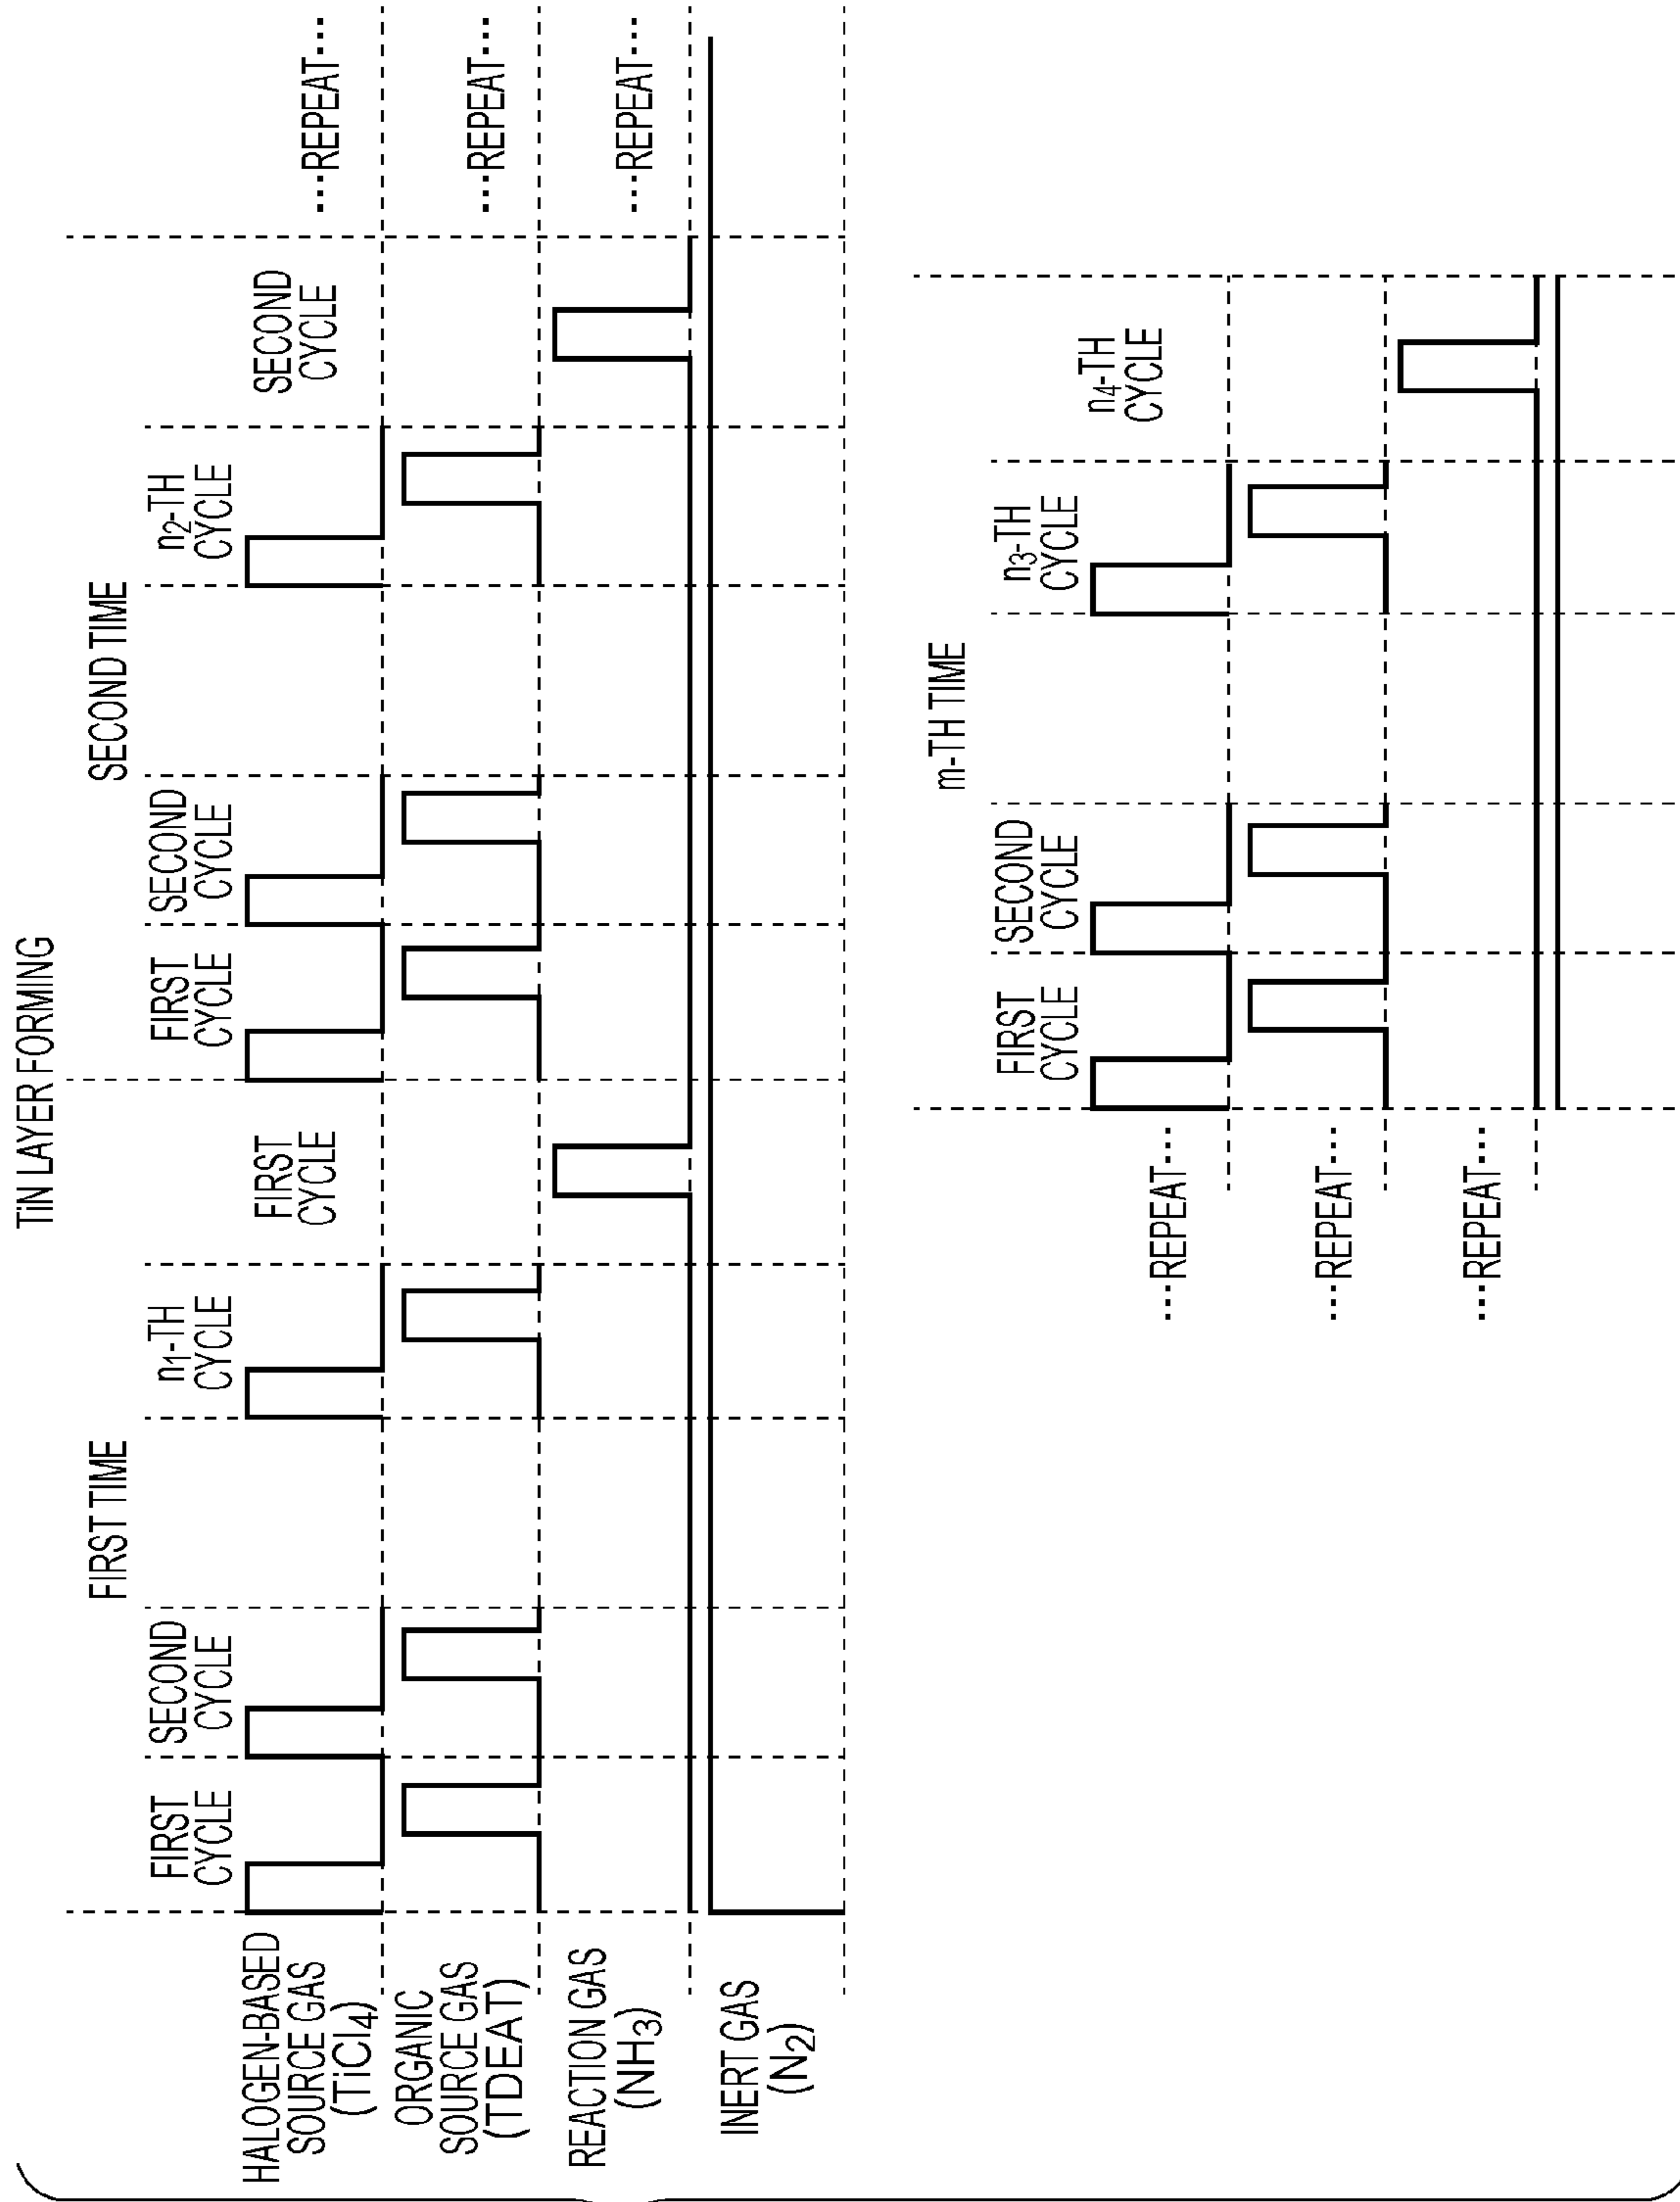 TiN LAYER FORMING
FIRST TIME
SECOND TIME
FIRST
CYCLE
SECOND
CYCLE
n1-TH
CYCLE
FIRST
CYCLE
FIRST
CYCLE
SECOND
CYCLE
n2-TH
CYCLE
SECOND
CYCLE
HALOGEN-BASED
SOURCE GAS
(TiCl4)
·····REPEAT·····
ORGANIC
SOURCE GAS
(TDEAT)
·····REPEAT·····
REACTION GAS
(NH3)
·····REPEAT·····
INERT GAS
(N2)
m-TH TIME
FIRST
CYCLE
SECOND
CYCLE
n3-TH
CYCLE
n4-TH
CYCLE
·····REPEAT·····
·····REPEAT·····
·····REPEAT·····